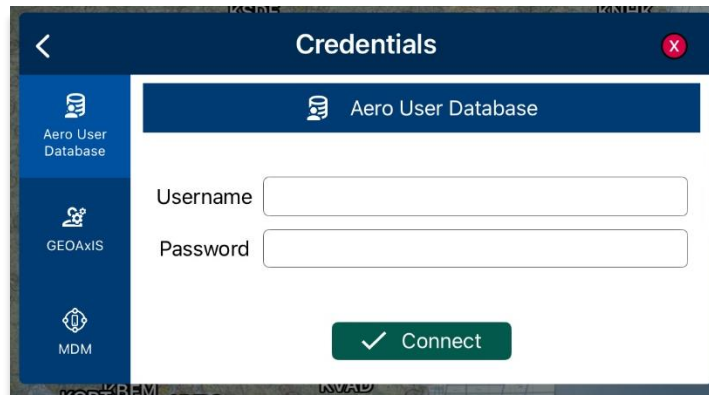 Credentials
X
Aero User
Database
GEOAxIS
MDM
Aero User Database
Username
Password
Connect
KVAD